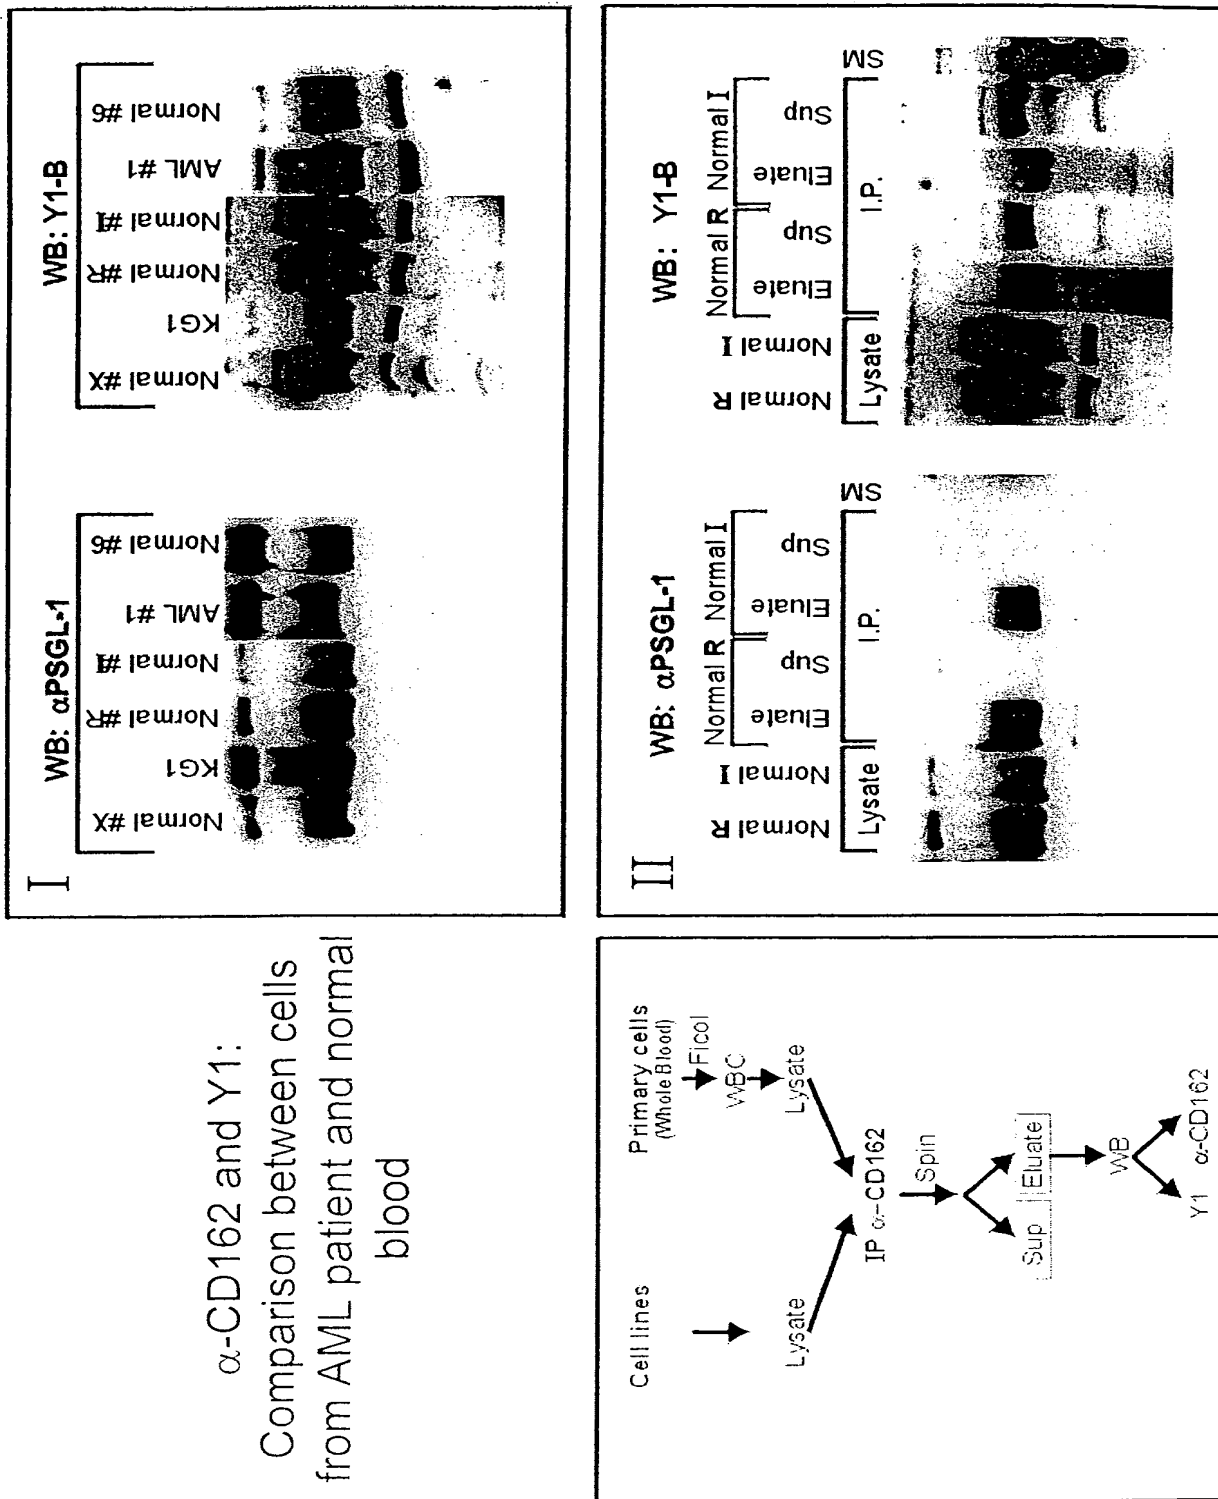 α-CD162 and Y1:
Comparison between cells
from AML patient and normal
blood
I
WB: αPSGL-1
Normal #X
KG1
Normal #R
Normal #I
AML #1
Normal #6
WB: Y1-B
Normal #X
KG1
Normal #R
Normal #I
AML #1
Normal #6
Cell lines
Lysate
Primary cells
(Whole Blood)
Ficol
WBC
Lysate
IP α-CD162
Spin
Sup
Eluate
WB
Y1
α-CD162
II
WB: αPSGL-1
Normal R
Normal I
Normal R
Normal I
Eluate
Sup
Eluate
Sup
SM
Lysate
I.P.
WB: Y1-B
Normal R
Normal I
Normal R
Normal I
Eluate
Sup
Eluate
Sup
SM
Lysate
I.P.